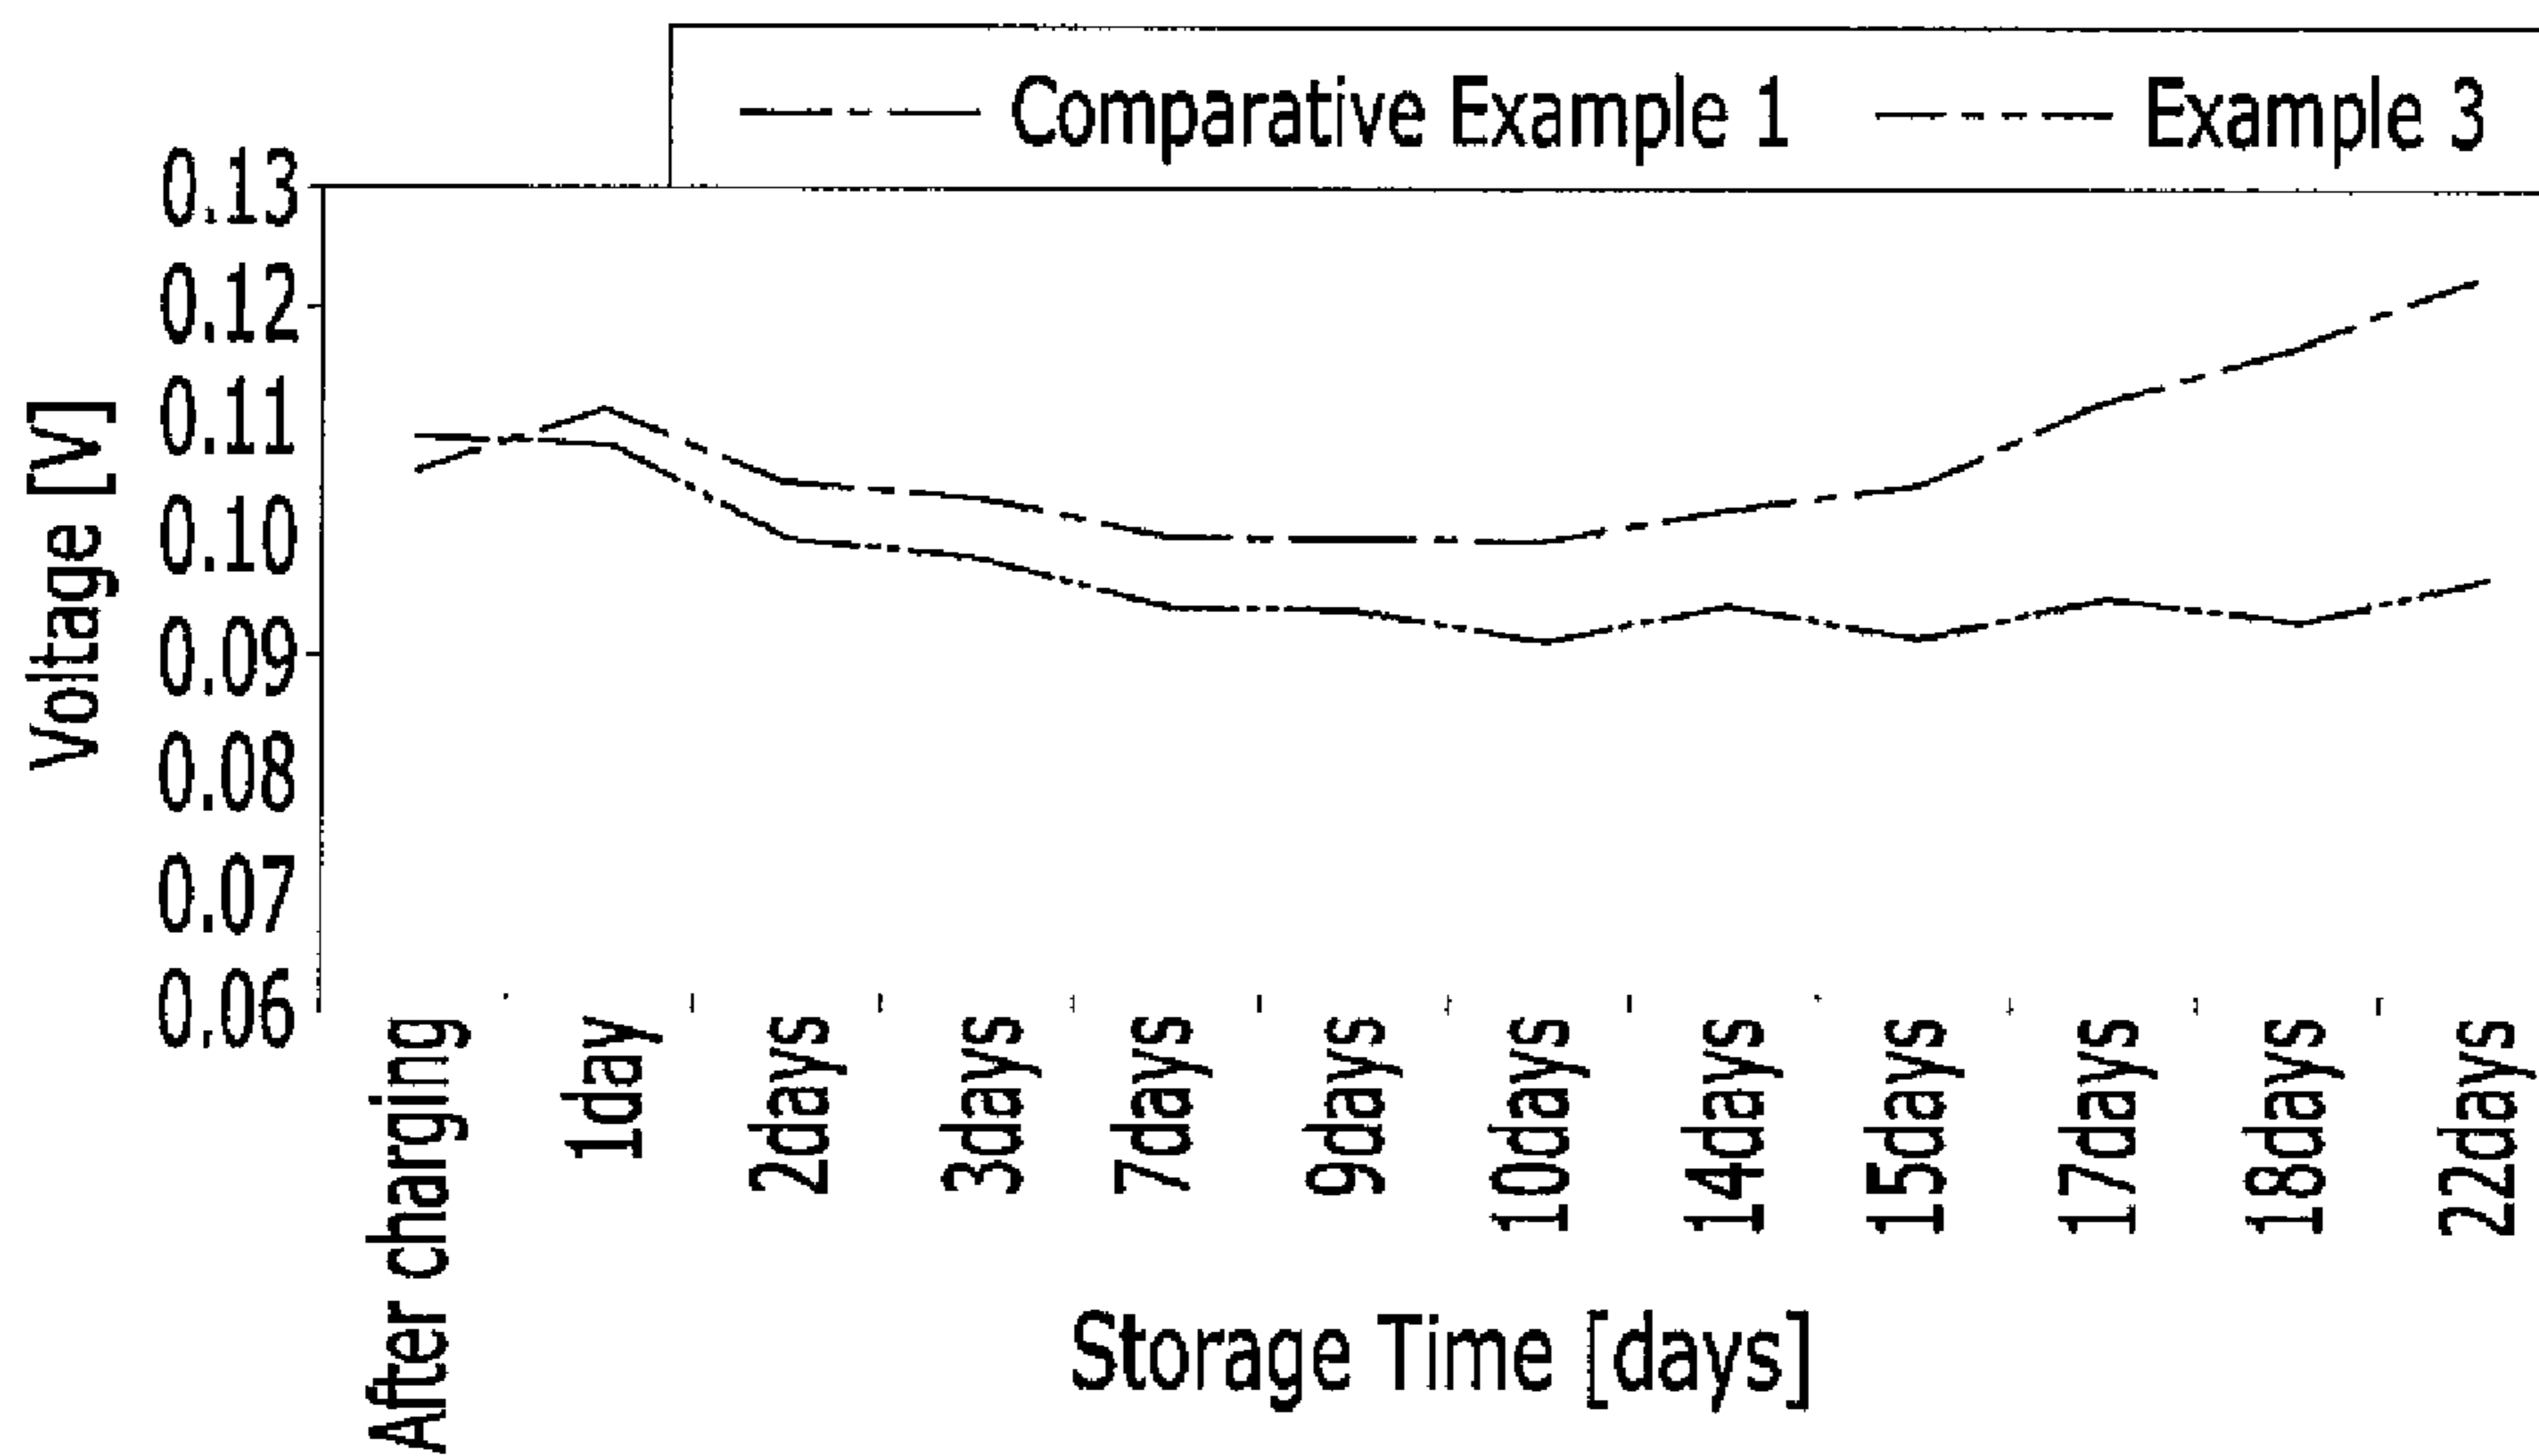 Comparative Example 1
Example 3
0.13
0.12
0.11
0.10
0.09
0.08
0.07
0.06
Voltage [V]
After charging
1day
2days
3days
7days
9days
10days
14days
15days
17days
18days
22days
Storage Time [days]